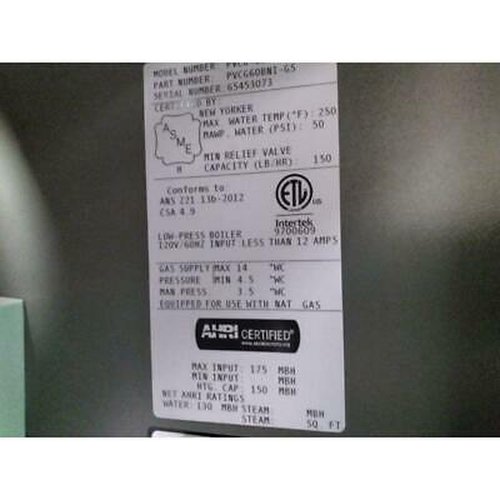 MODEL NUMBER:
PART NUMBER: PVCG60BNI-G5
SERIAL NUMBER: 65453073
CERTIFIED BY:
NEW YORKER
MAX. WATER TEMP(°F): 250
MAWP. WATER (PSI): 50
ASME
H
MIN RELIEF VALVE
CAPACITY (LB/HR): 150
Conforms to
ANS Z21.13b-2012
CSA 4.9
ETL
US
Intertek
9700609
LOW-PRESS BOILER
120V/60HZ INPUT LESS THAN 12 AMPS
GAS SUPPLY MAX 14 "WC
PRESSURE MIN 4.5 "WC
MAN PRESS 3.5 "WC
EQUIPPED FOR USE WITH NAT GAS
AHRI CERTIFIED®
MAX INPUT: 175 MBH
MIN INPUT: MBH
HTG. CAP: 150 MBH
NET AHRI RATINGS
WATER: 130 MBH STEAM: MBH
STEAM: SQ. FT